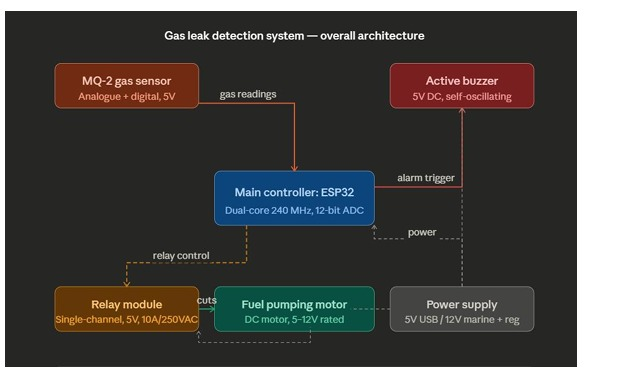 Gas leak detection system — overall architecture
MQ-2 gas sensor
Analogue + digital, 5V
Active buzzer
5V DC, self-oscillating
gas readings
alarm trigger
Main controller: ESP32
Dual-core 240 MHz, 12-bit ADC
power
relay control
Relay module
Single-channel, 5V, 10A/250VAC
cuts
Fuel pumping motor
DC motor, 5–12V rated
Power supply
5V USB / 12V marine + reg